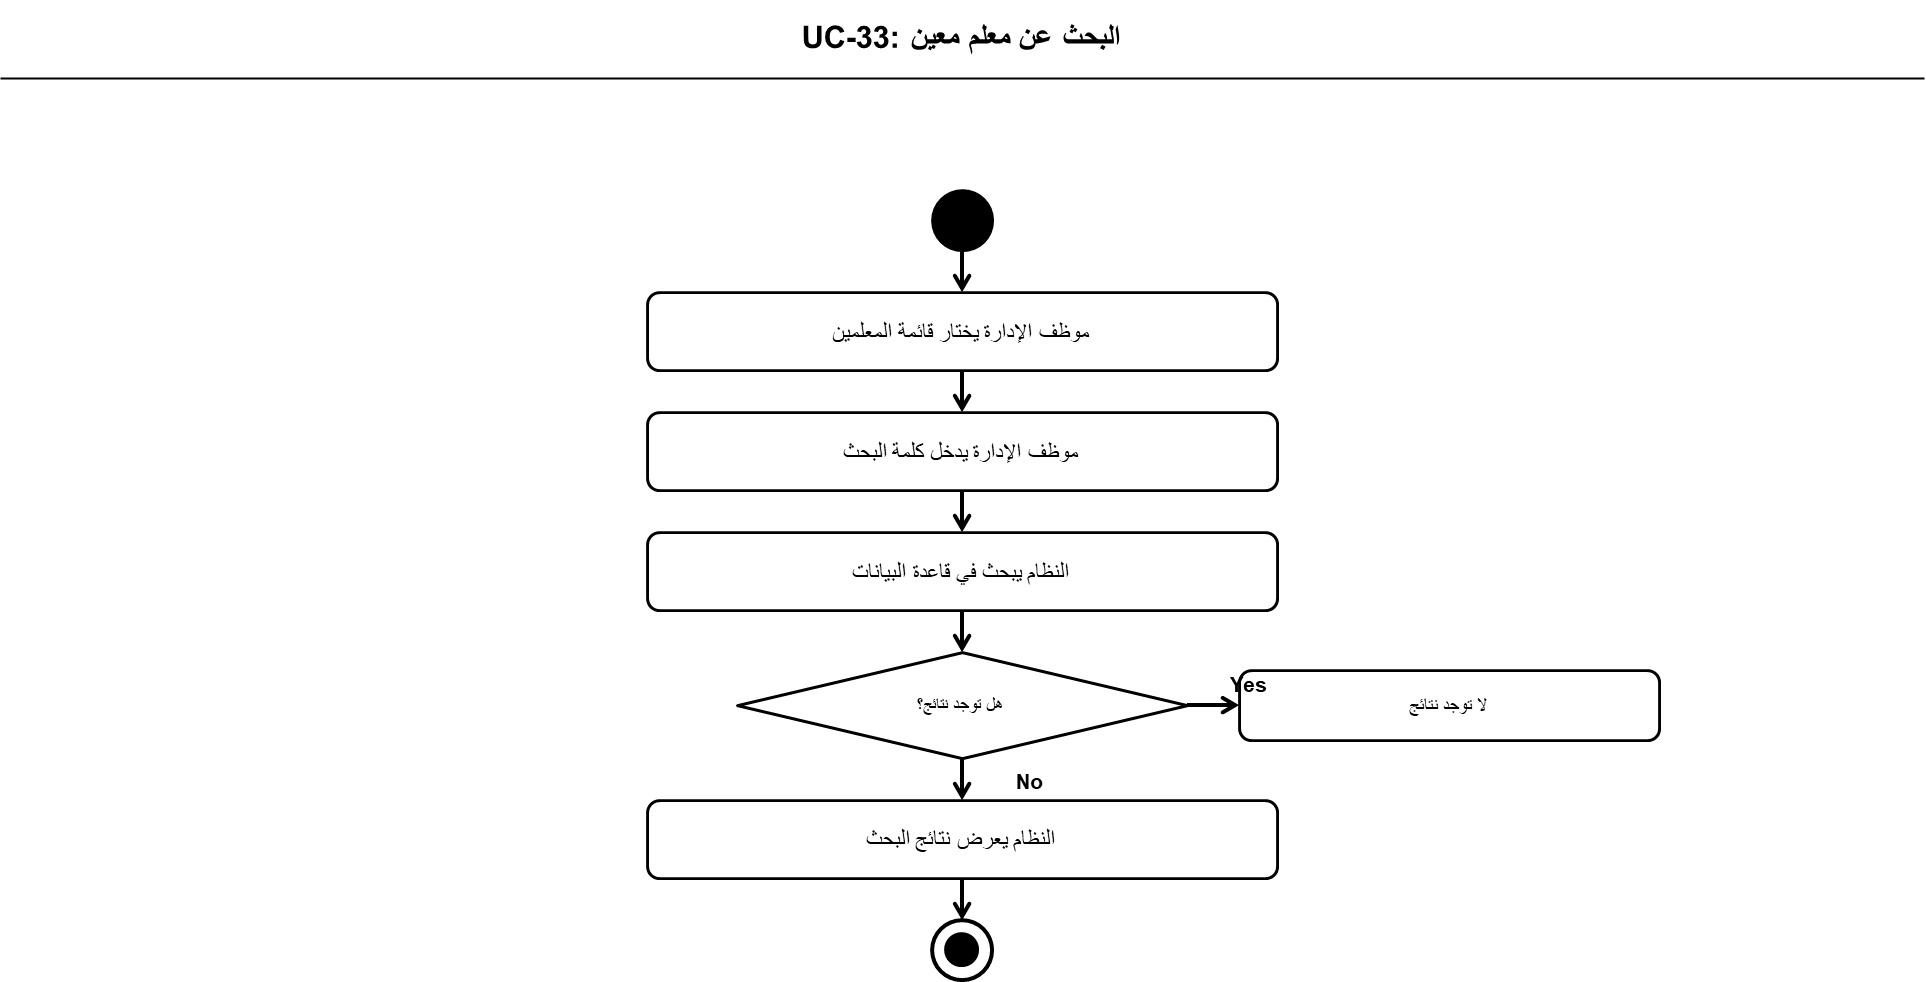 UC-33: البحث عن معلم معين
موظف الإدارة يختار قائمة المعلمين
موظف الإدارة يدخل كلمة البحث
النظام يبحث في قاعدة البيانات
هل توجد نتائج؟
Yes
لا توجد نتائج
No
النظام يعرض نتائج البحث